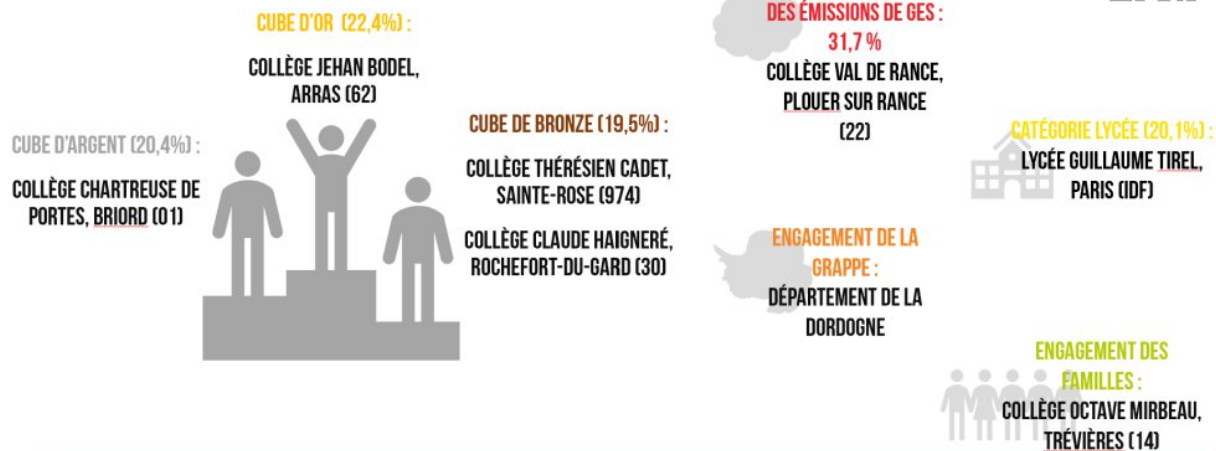 CUBE D'OR (22,4%) :
COLLÈGE JEHAN BODEL,
ARRAS (62)
CUBE D'ARGENT (20,4%) :
COLLÈGE CHARTREUSE DE
PORTES, BRIORD (01)
CUBE DE BRONZE (19,5%) :
COLLÈGE THÉRÉSIEN CADET,
SAINTE-ROSE (974)
COLLÈGE CLAUDE HAIGNERÉ,
ROCHEFORT-DU-GARD (30)
DES ÉMISSIONS DE GES :
31,7 %
COLLÈGE VAL DE RANCE,
PLOUER SUR RANCE
(22)
CATÉGORIE LYCÉE (20,1%) :
LYCÉE GUILLAUME TIREL,
PARIS (IDF)
ENGAGEMENT DE LA
GRAPPE :
DÉPARTEMENT DE LA
DORDOGNE
ENGAGEMENT DES
FAMILLES :
COLLÈGE OCTAVE MIRBEAU,
TRÉVIÈRES (14)